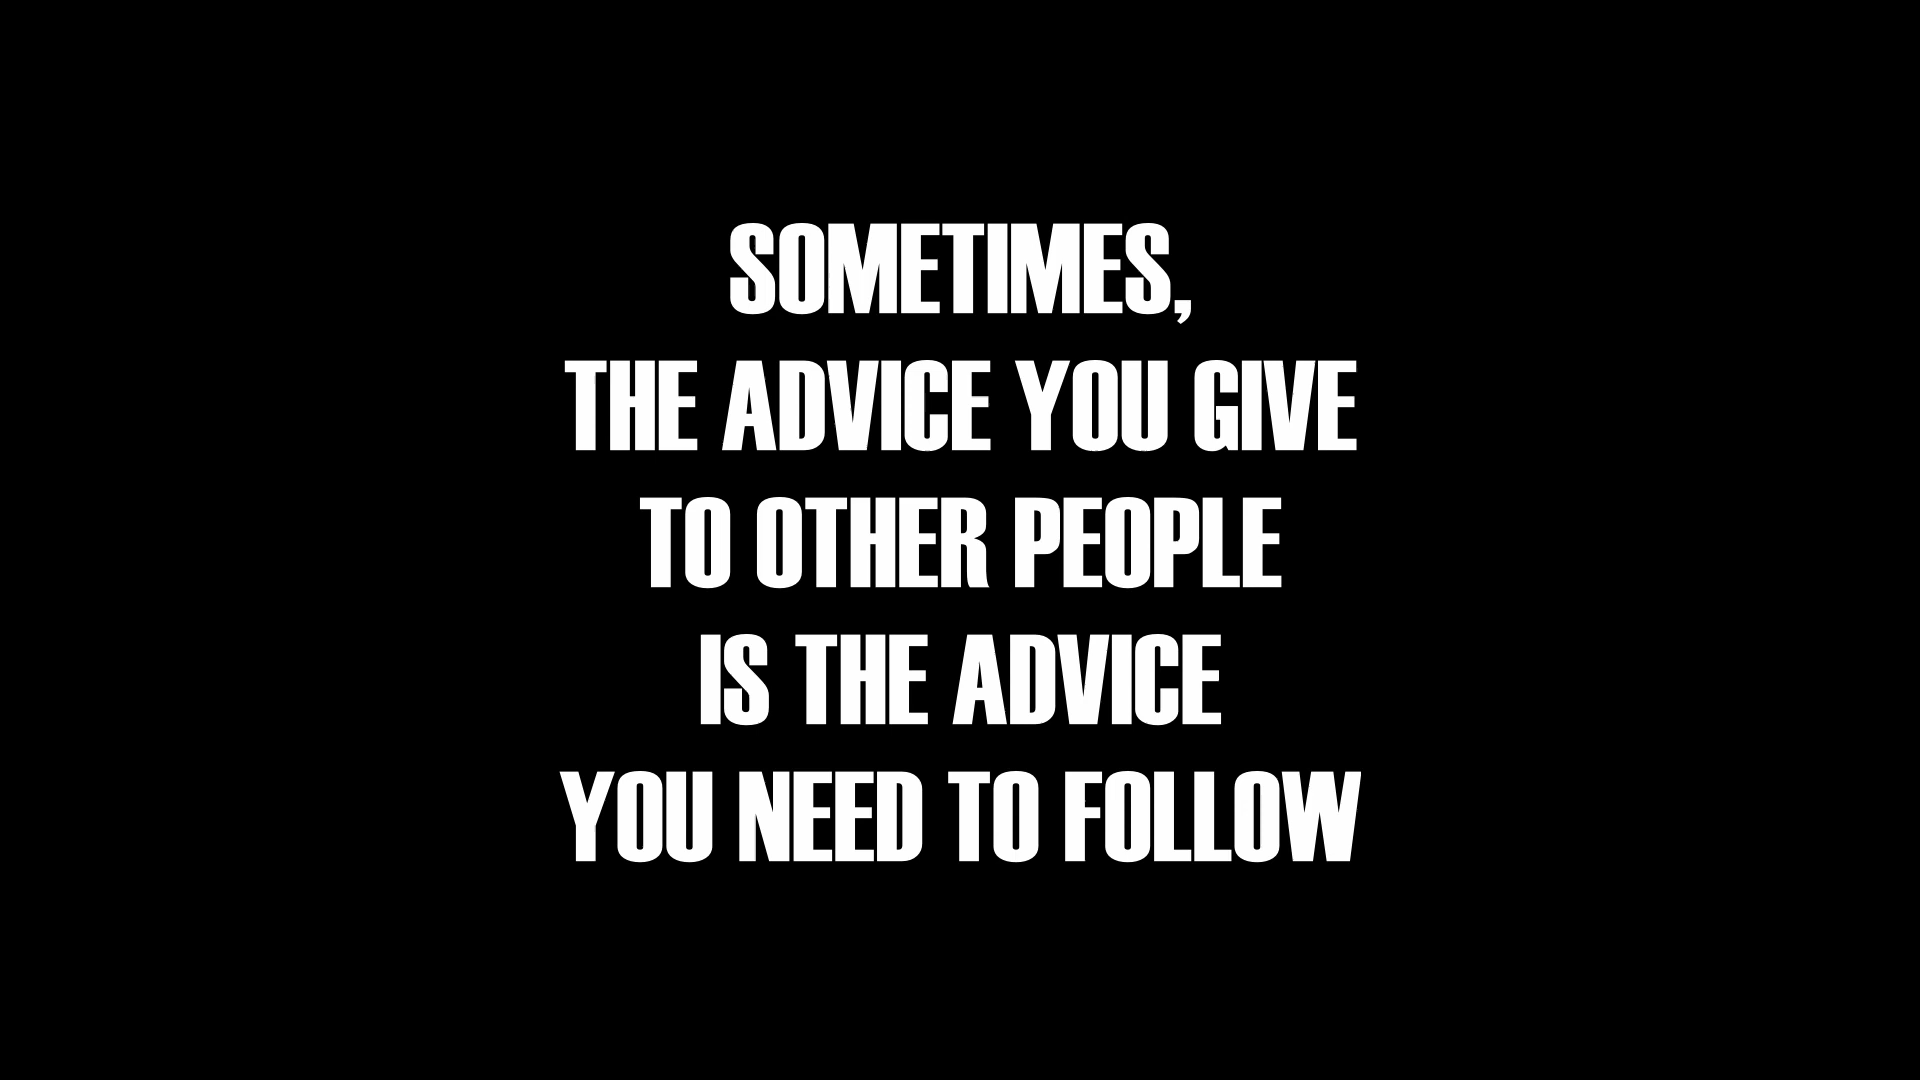 SOMETIMES,
THE ADVICE YOU GIVE
TO OTHER PEOPLE
IS THE ADVICE
YOU NEED TO FOLLOW